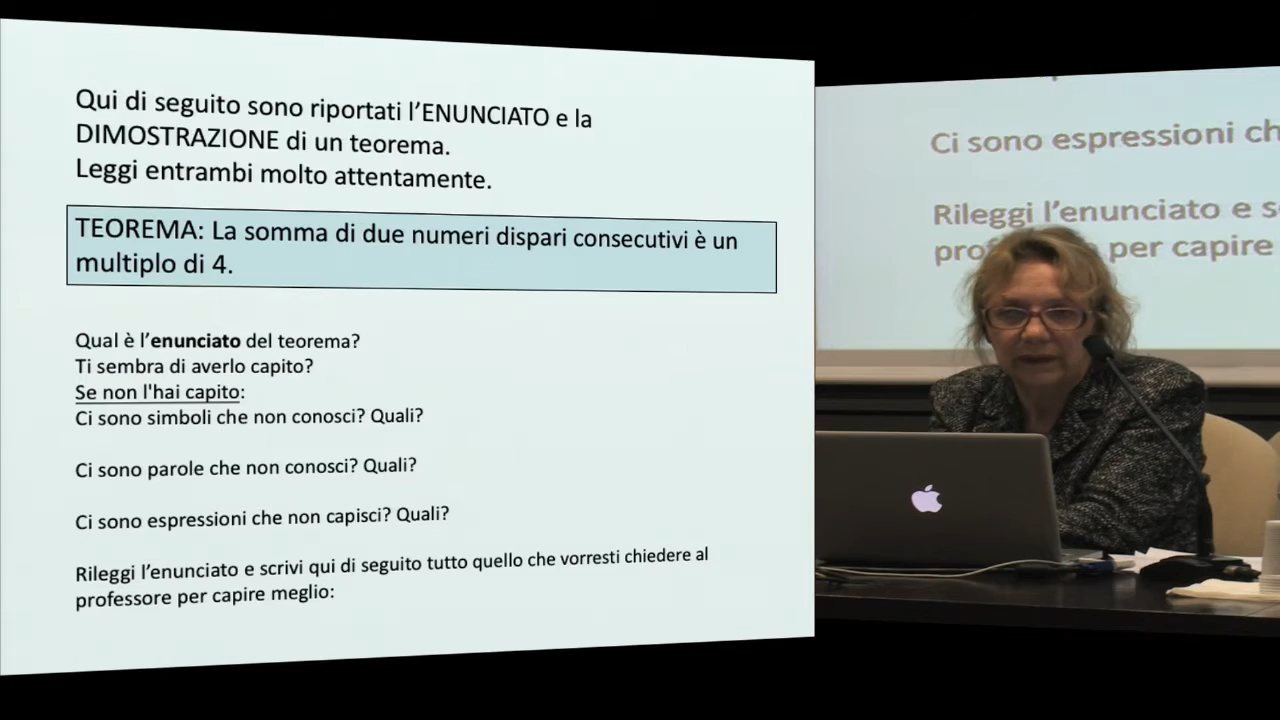 Qui di seguito sono riportati l'ENUNCIATO e la
DIMOSTRAZIONE di un teorema.
Leggi entrambi molto attentamente.
TEOREMA: La somma di due numeri dispari consecutivi è un
multiplo di 4.
Qual è l'enunciato del teorema?
Ti sembra di averlo capito?
Se non l'hai capito:
Ci sono simboli che non conosci? Quali?
Ci sono parole che non conosci? Quali?
Ci sono espressioni che non capisci? Quali?
Rileggi l'enunciato e scrivi qui di seguito tutto quello che vorresti chiedere al
professore per capire meglio:
Ci sono espressioni ch
Rileggi l'enunciato e s
per capire